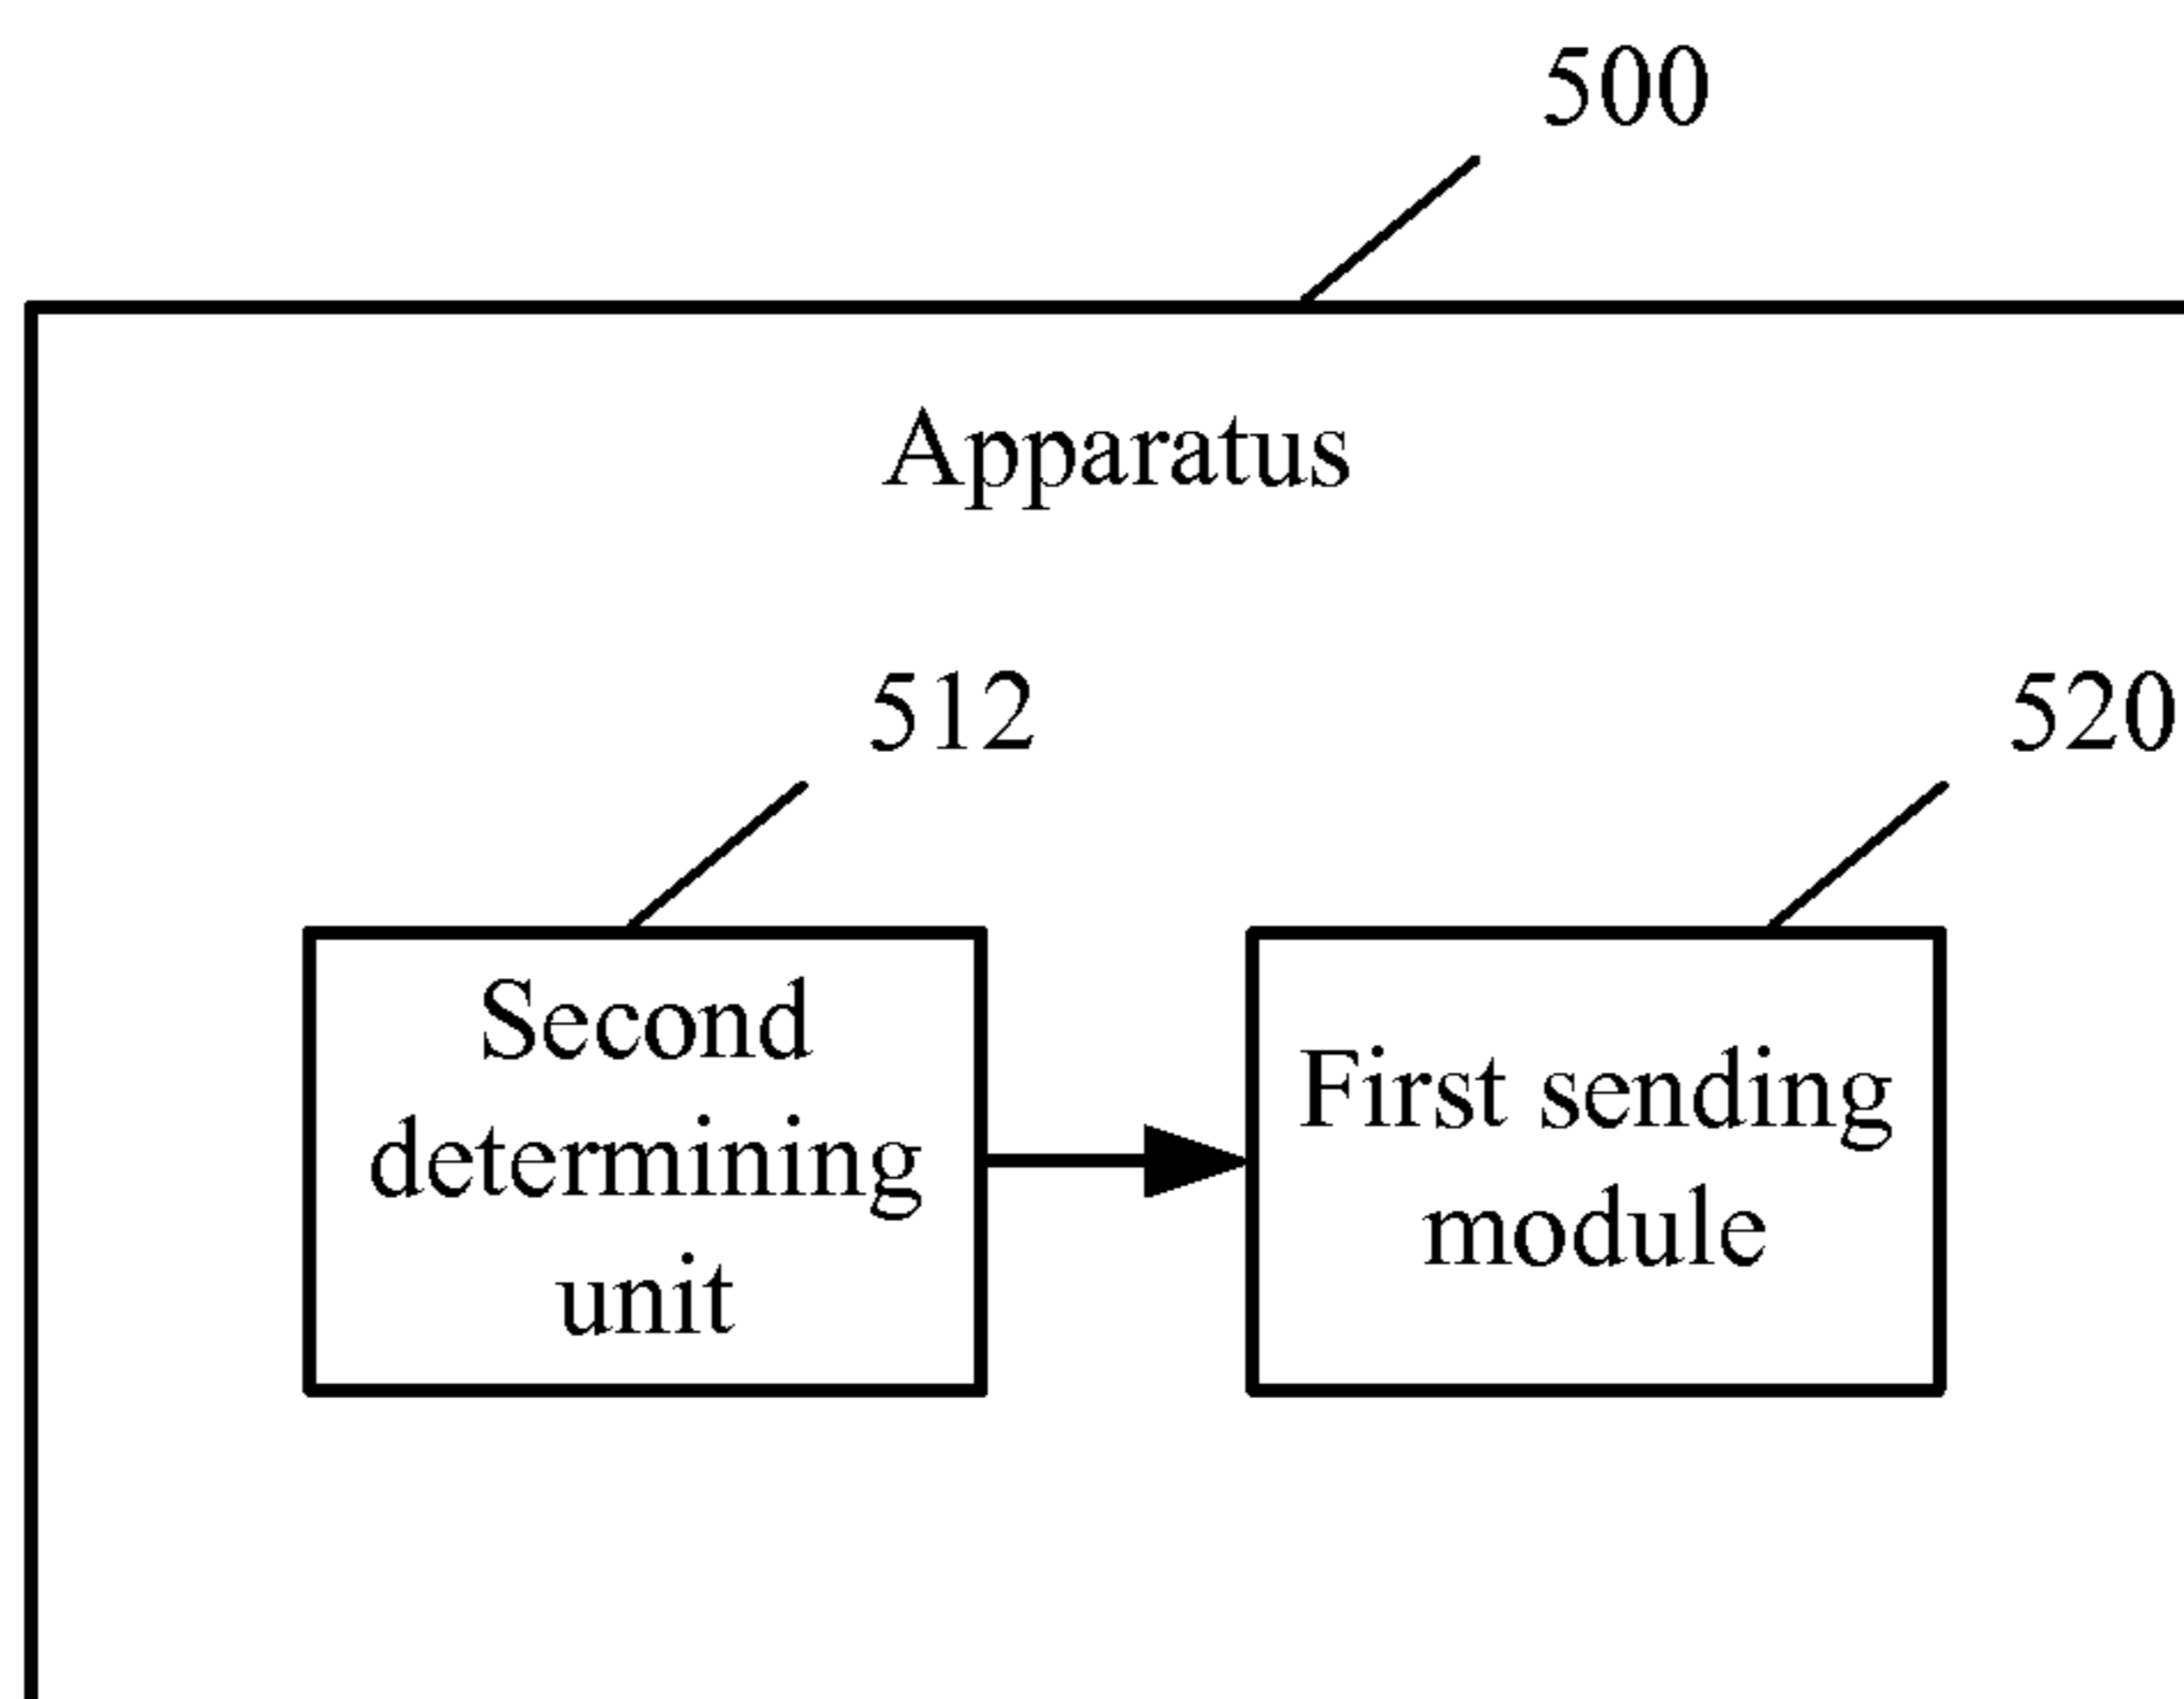 500
Apparatus
512
520
Second
determining
unit
First sending
module